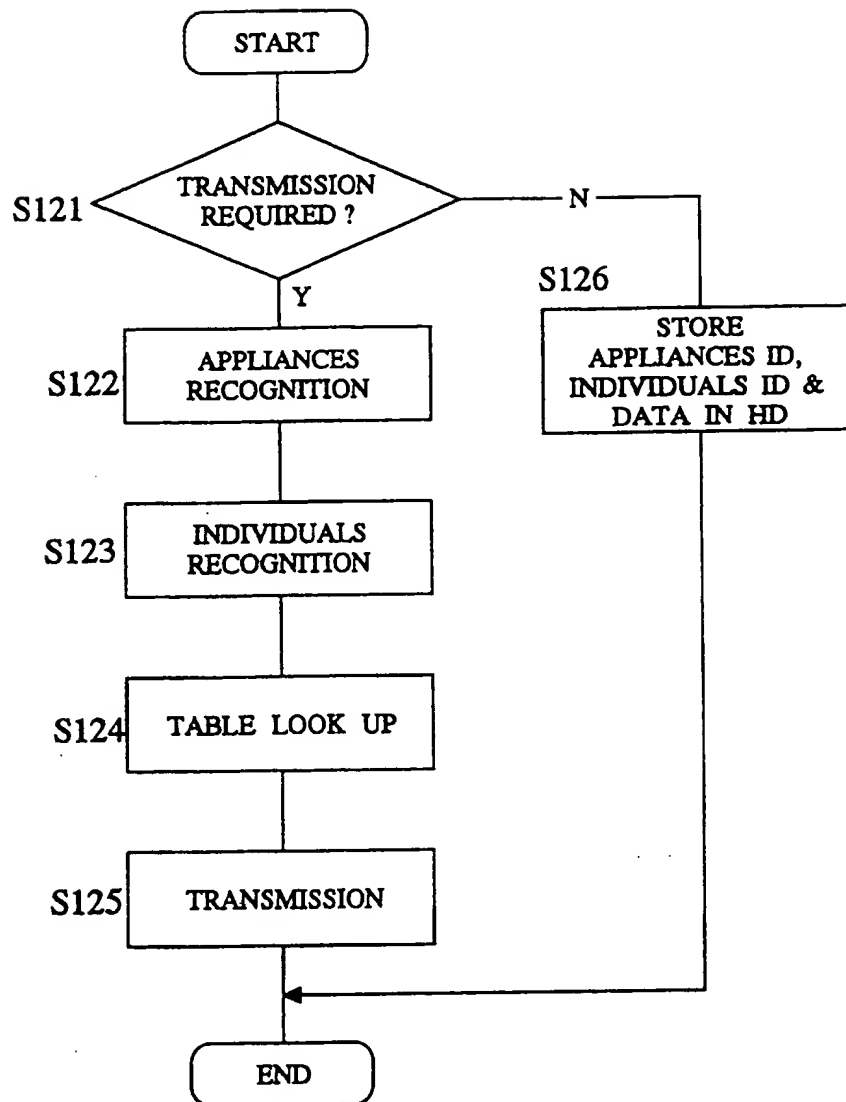 START
S121
TRANSMISSION
REQUIRED ?
N
Y
S126
STORE
APPLIANCES ID,
INDIVIDUALS ID &
DATA IN HD
S122
APPLIANCES
RECOGNITION
S123
INDIVIDUALS
RECOGNITION
S124
TABLE LOOK UP
S125
TRANSMISSION
END